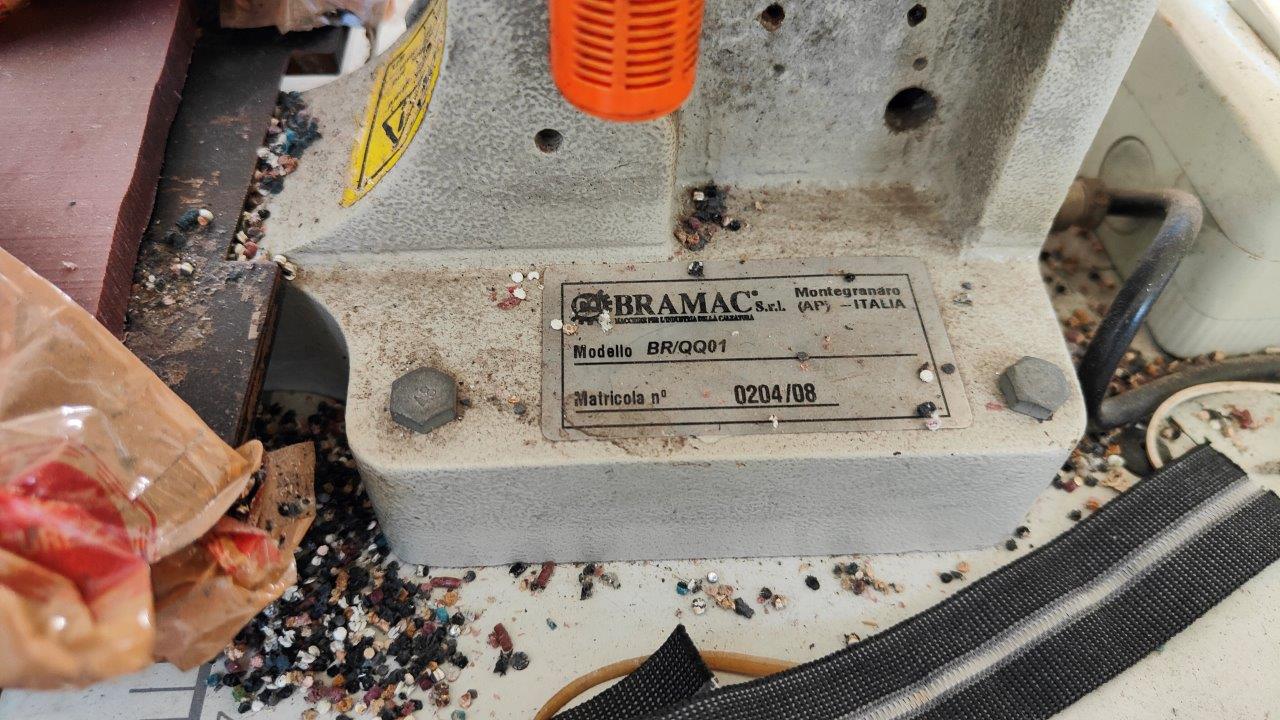 BRAMAC® S.r.l. Montegranaro
(AP) - ITALIA
MACCHINE PER L'INDUSTRIA DELLA CALZATURA
Modello BR/QQ01
Matricola n° 0204/08